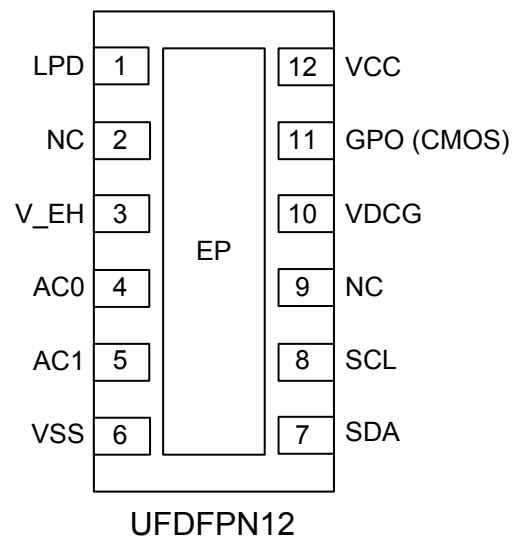 LPD 1 12 VCC
NC 2 11 GPO (CMOS)
V_EH 3 10 VDCG
EP
AC0 4 9 NC
AC1 5 8 SCL
VSS 6 7 SDA
UFDFPN12